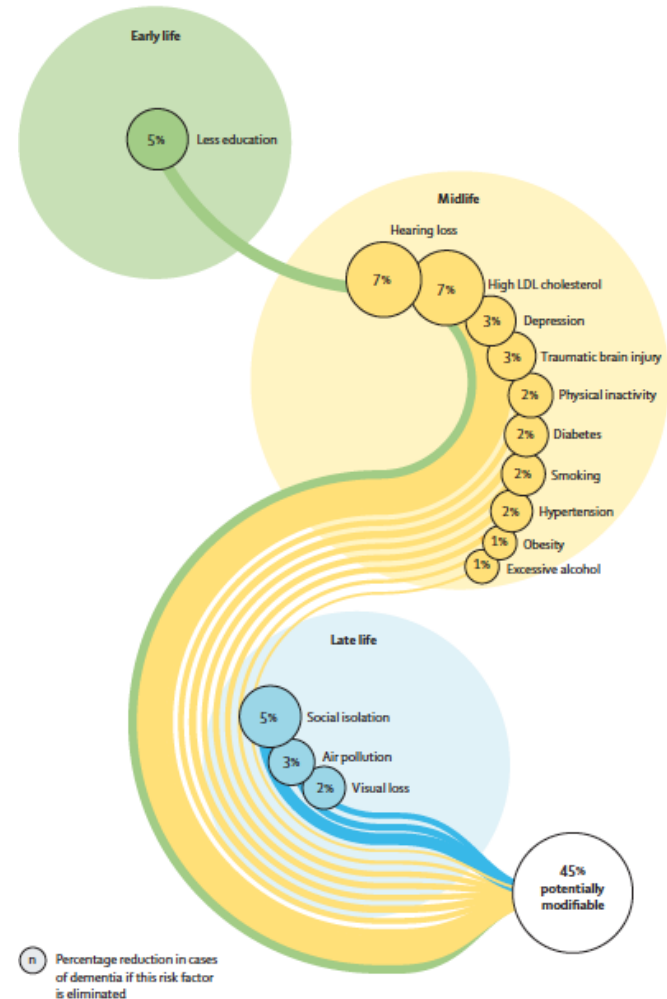 Early life
5%
Less education
Midlife
Hearing loss
7%
7%
High LDL cholesterol
3%
Depression
3%
Traumatic brain injury
2%
Physical inactivity
2%
Diabetes
2%
Smoking
2%
Hypertension
1%
Obesity
1%
Excessive alcohol
Late life
5%
Social isolation
3%
Air pollution
2%
Visual loss
45%
potentially
modifiable
n
Percentage reduction in cases
of dementia if this risk factor
is eliminated